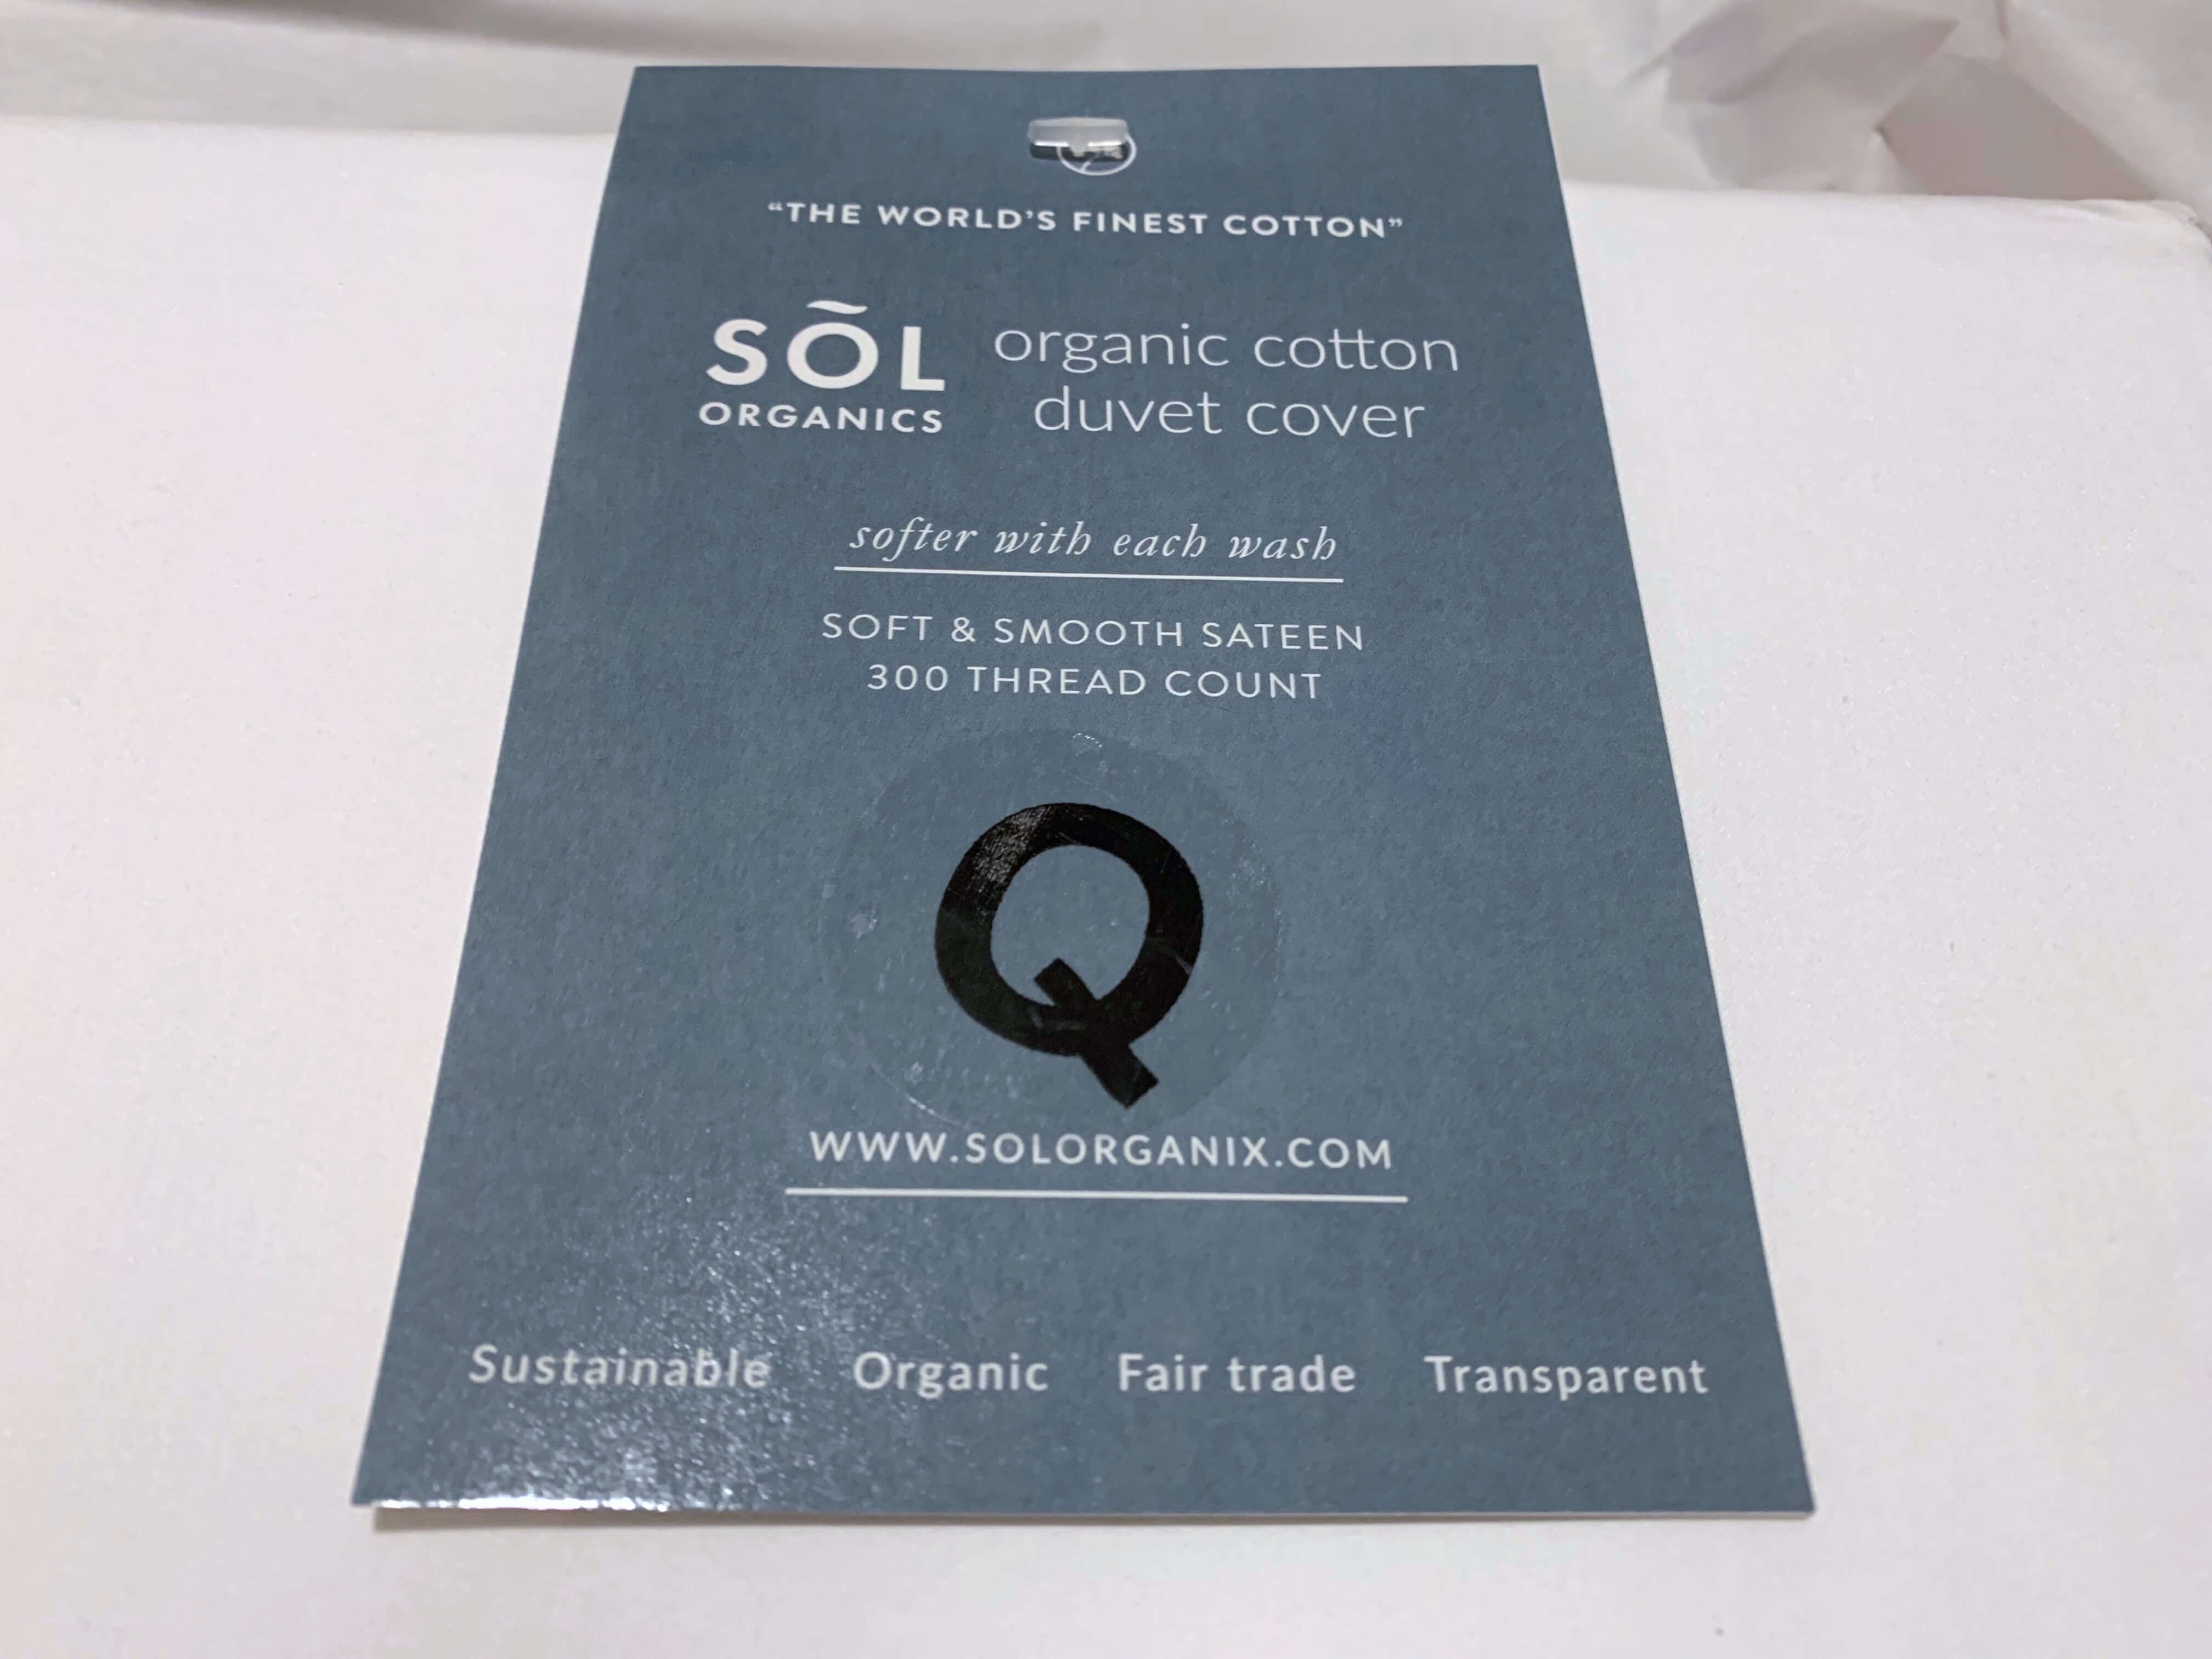 “THE WORLD’S FINEST COTTON”
SÕL
ORGANICS
organic cotton
duvet cover
softer with each wash
SOFT & SMOOTH SATEEN
300 THREAD COUNT
Q
WWW.SOLORGANIX.COM
Sustainable Organic Fair trade Transparent